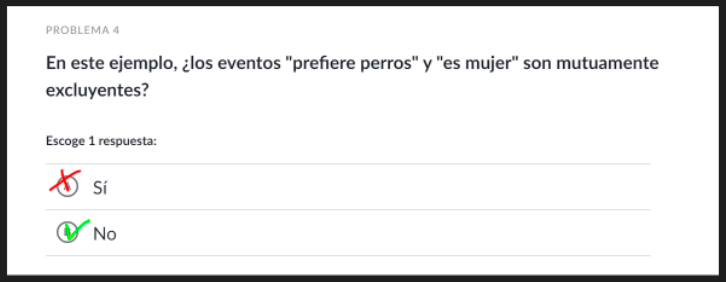 PROBLEMA 4
En este ejemplo, ¿los eventos "prefiere perros" y "es mujer" son mutuamente
excluyentes?
Escoge 1 respuesta:
Sí
No